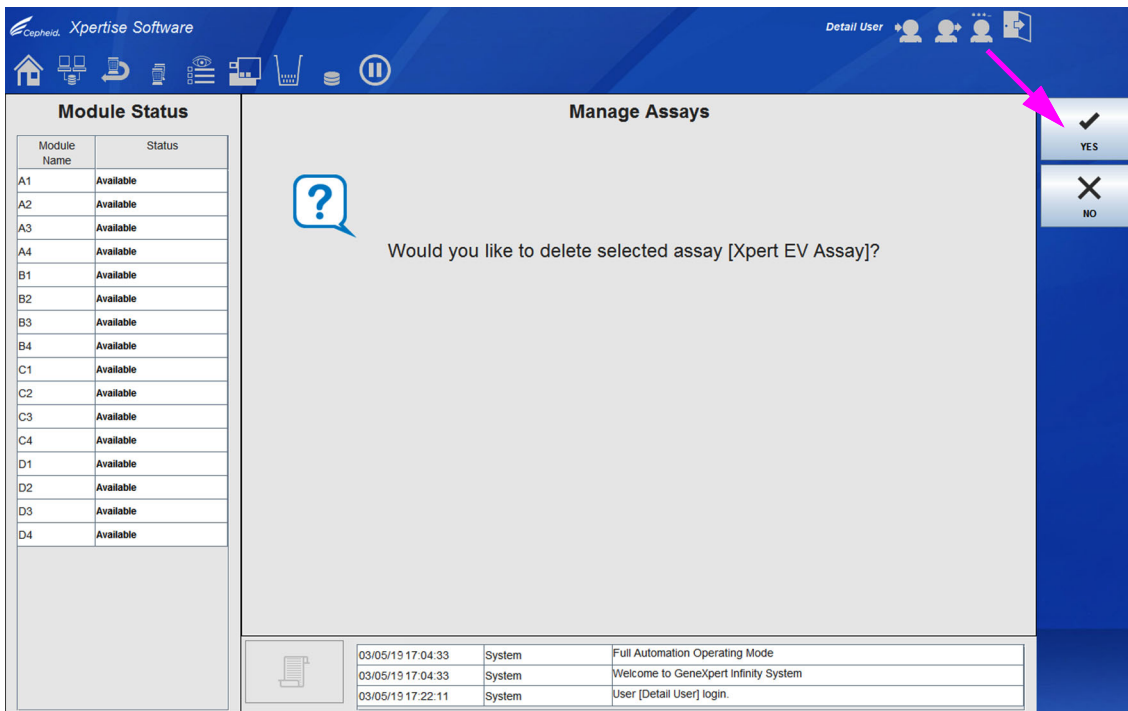 Cepheid. Xpertise Software
Detail User
Module Status
Manage Assays
YES
NO
Module Name Status
A1 Available
A2 Available
A3 Available
A4 Available
B1 Available
B2 Available
B3 Available
B4 Available
C1 Available
C2 Available
C3 Available
C4 Available
D1 Available
D2 Available
D3 Available
D4 Available
?
Would you like to delete selected assay [Xpert EV Assay]?
03/05/19 17:04:33 System Full Automation Operating Mode
03/05/19 17:04:33 System Welcome to GeneXpert Infinity System
03/05/19 17:22:11 System User [Detail User] login.